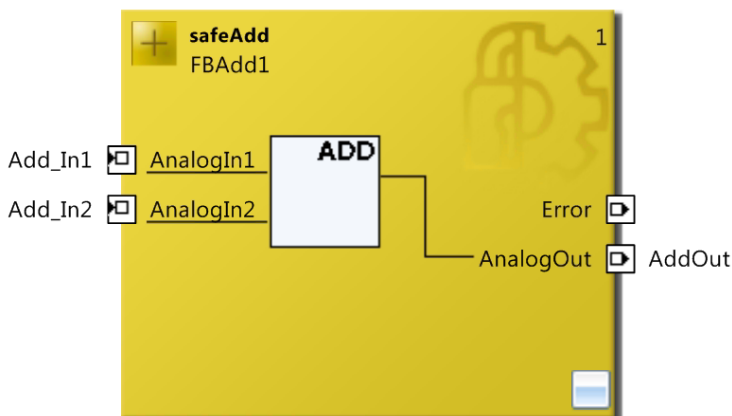 safeAdd
1
FBAdd1
ADD
Add_In1 AnalogIn1
Add_In2 AnalogIn2
Error
AnalogOut AddOut